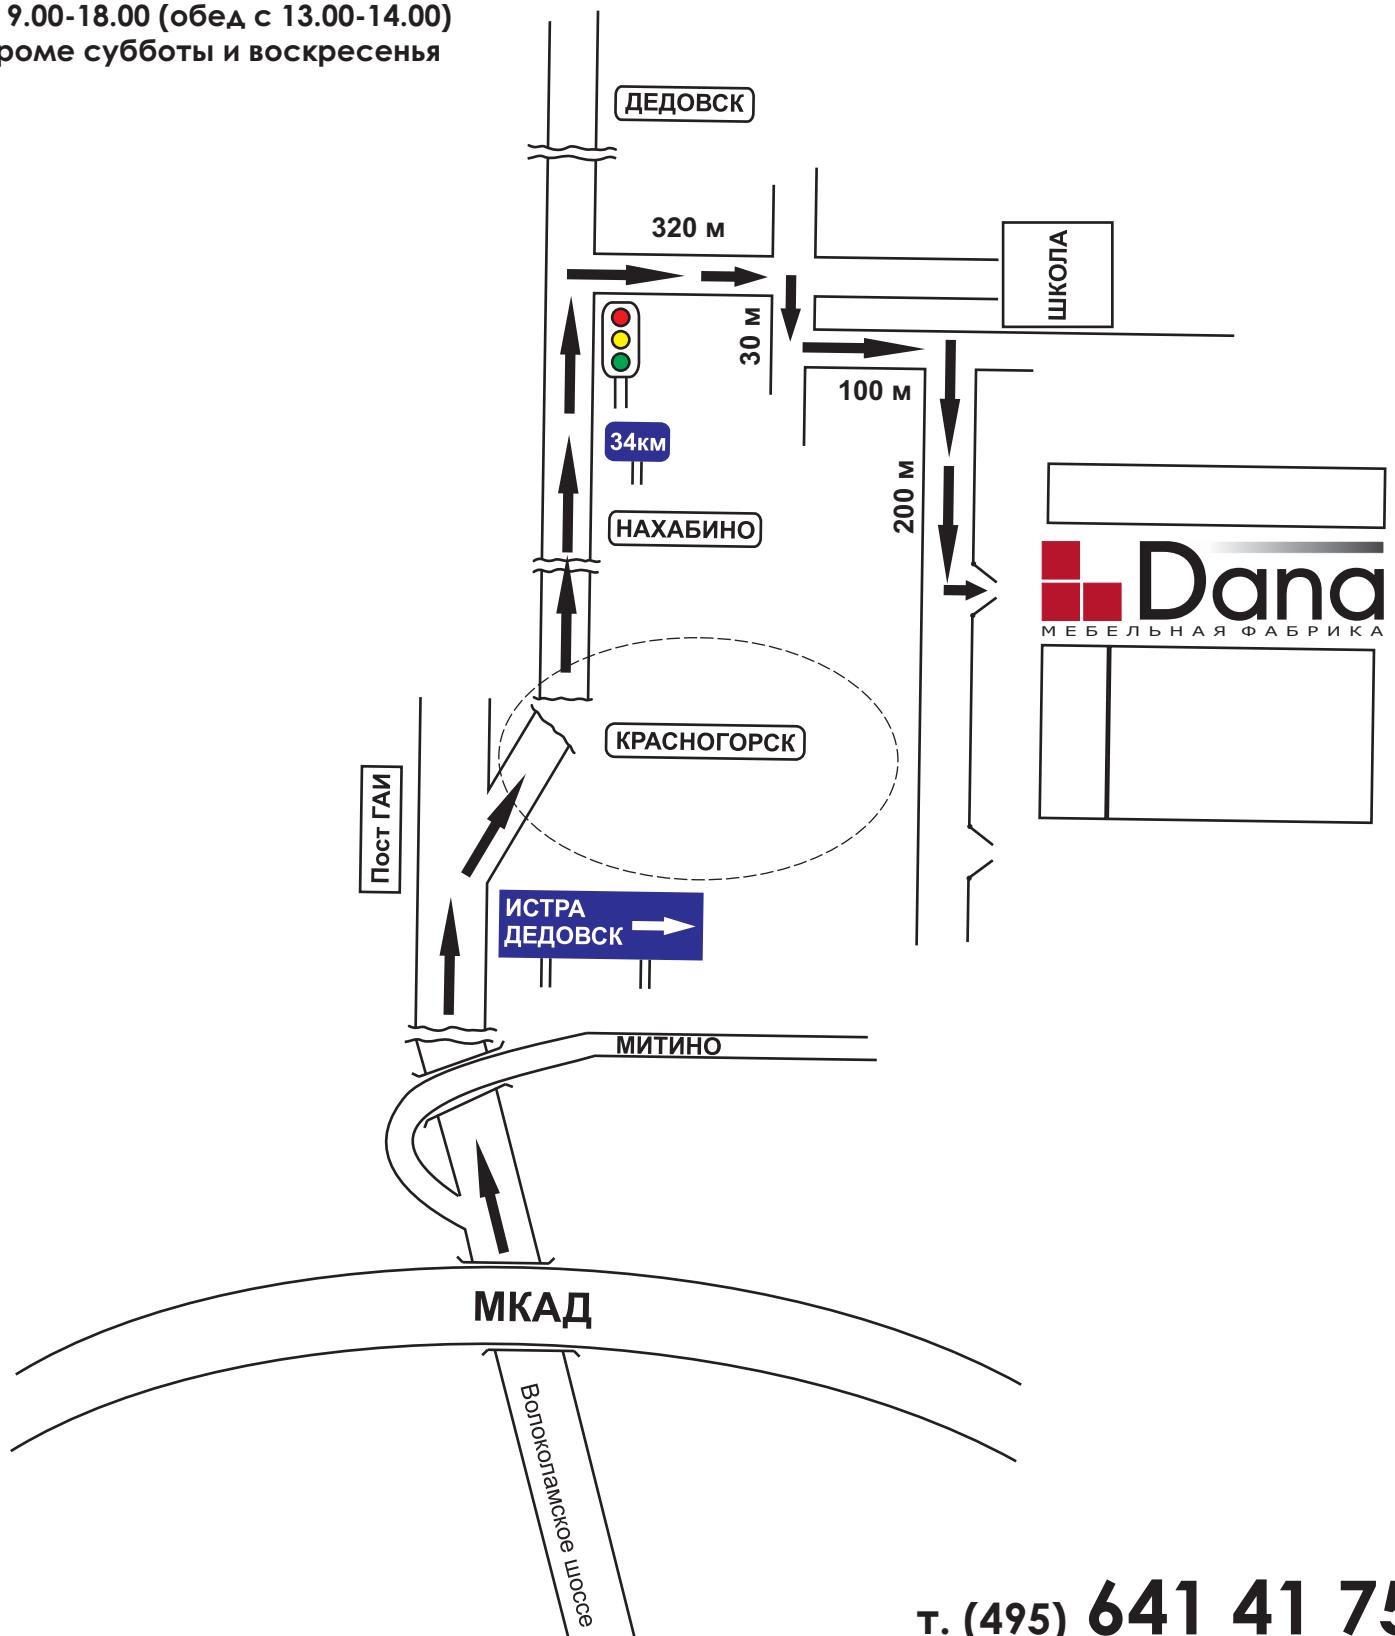 9.00-18.00 (обед с 13.00-14.00)
роме субботы и воскресенья
ДЕДОВСК
320 м
ШКОЛА
30 м
100 м
34км
200 м
НАХАБИНО
Dana
МЕБЕЛЬНАЯ ФАБРИКА
КРАСНОГОРСК
Пост ГАИ
ИСТРА
ДЕДОВСК
МИТИНО
МКАД
Волоколамское шоссе
т. (495) 641 41 75